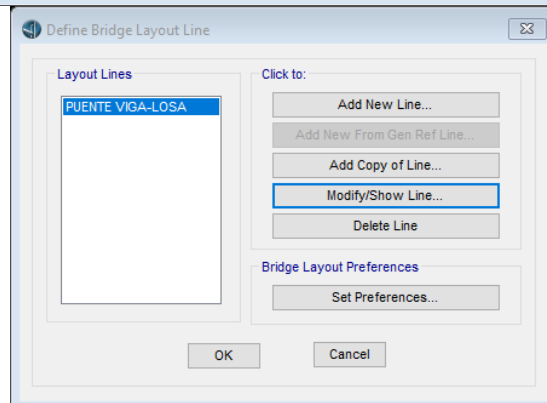 Define Bridge Layout Line
Layout Lines
PUENTE VIGA-LOSA
Click to:
Add New Line...
Add New From Gen Ref Line...
Add Copy of Line...
Modify/Show Line...
Delete Line
Bridge Layout Preferences
Set Preferences...
OK
Cancel